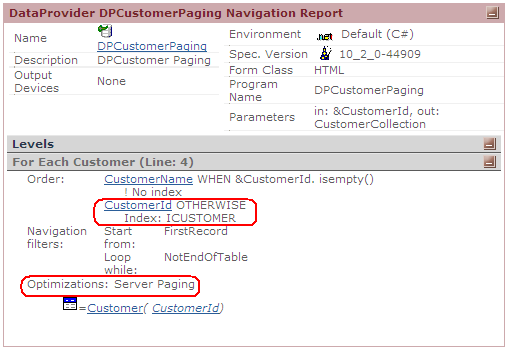 DataProvider DPCustomerPaging Navigation Report
Name DPCustomerPaging
Description DPCustomer Paging
Output Devices None
Environment .net Default (C#)
Spec. Version 10_2_0-44909
Form Class HTML
Program Name DPCustomerPaging
Parameters in: &CustomerId, out: CustomerCollection
Levels
For Each Customer (Line: 4)
Order: CustomerName WHEN &CustomerId. isempty()
! No index
CustomerId OTHERWISE
Index: ICUSTOMER
Navigation filters: Start from: FirstRecord
Loop while: NotEndOfTable
Optimizations: Server Paging
=Customer( CustomerId)